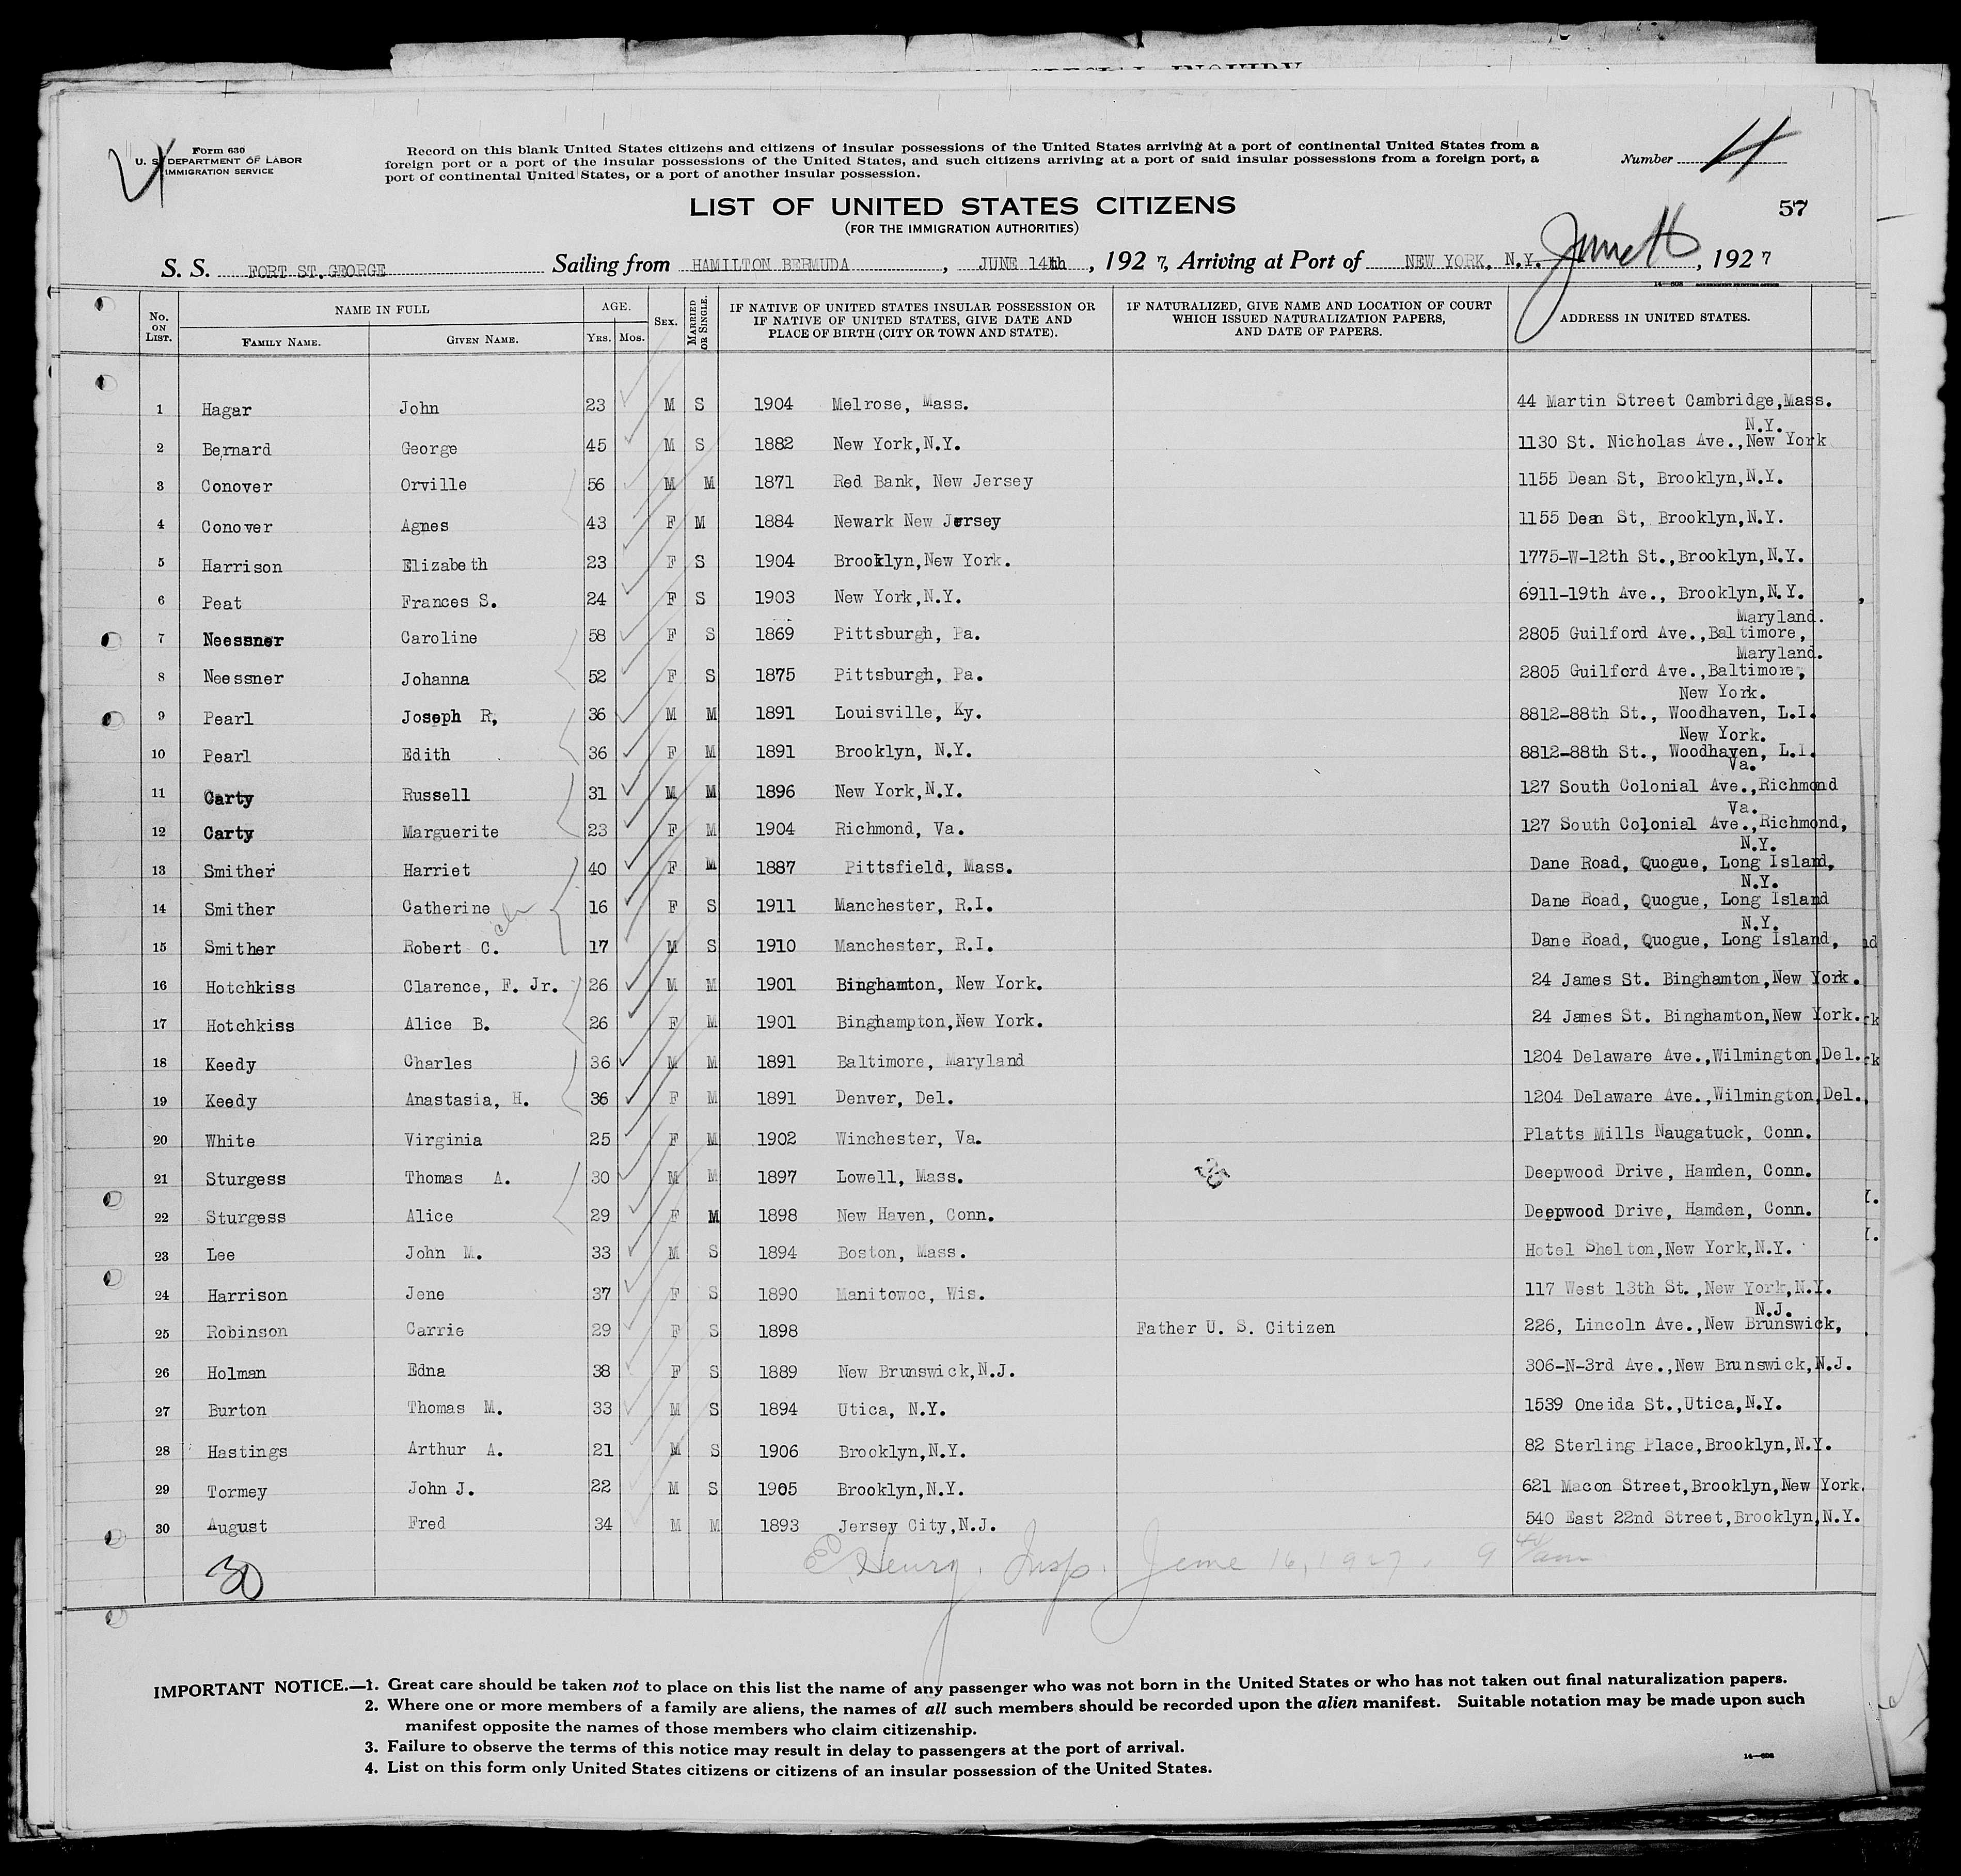 SPECIAL INQUIRY
Form 630
U. S. DEPARTMENT OF LABOR
IMMIGRATION SERVICE
Record on this blank United States citizens and citizens of insular possessions of the United States arriving at a port of continental United States from a
foreign port or a port of the insular possessions of the United States, and such citizens arriving at a port of said insular possessions from a foreign port, a
port of continental United States, or a port of another insular possession.
Number 4
LIST OF UNITED STATES CITIZENS
(FOR THE IMMIGRATION AUTHORITIES)
57
S. S. FORT ST.GEORGE Sailing from HAMILTON BERMUDA, JUNE 14th, 1927, Arriving at Port of NEW YORK, N.Y. June 16, 1927
14—608 GOVERNMENT PRINTING OFFICE
No. ON LIST. NAME IN FULL AGE. SEX. MARRIED OR SINGLE. IF NATIVE OF UNITED STATES INSULAR POSSESSION OR IF NATIVE OF UNITED STATES, GIVE DATE AND PLACE OF BIRTH (CITY OR TOWN AND STATE). IF NATURALIZED, GIVE NAME AND LOCATION OF COURT WHICH ISSUED NATURALIZATION PAPERS, AND DATE OF PAPERS. ADDRESS IN UNITED STATES.
FAMILY NAME. GIVEN NAME. YRS. MOS.
1 Hagar John 23 M S 1904 Melrose, Mass. 44 Martin Street Cambridge,Mass.
N.Y.
2 Bernard George 45 M S 1882 New York,N.Y. 1130 St. Nicholas Ave.,New York
3 Conover Orville 56 M M 1871 Red Bank, New Jersey 1155 Dean St, Brooklyn,N.Y.
4 Conover Agnes 43 F M 1884 Newark New Jersey 1155 Dean St, Brooklyn,N.Y.
5 Harrison Elizabeth 23 F S 1904 Brooklyn,New York. 1775-W-12th St.,Brooklyn,N.Y.
6 Peat Frances S. 24 F S 1903 New York,N.Y. 6911-19th Ave., Brooklyn,N.Y.
Maryland.
7 Neessner Caroline 58 F S 1869 Pittsburgh, Pa. 2805 Guilford Ave.,Baltimore,
Maryland.
8 Neessner Johanna 52 F S 1875 Pittsburgh, Pa. 2805 Guilford Ave.,Baltimore,
New York.
9 Pearl Joseph R, 36 M M 1891 Louisville, Ky. 8812-88th St., Woodhaven, L.I.
New York.
10 Pearl Edith 36 F M 1891 Brooklyn, N.Y. 8812-88th St., Woodhaven, L.I.
Va.
11 Carty Russell 31 M M 1896 New York,N.Y. 127 South Colonial Ave.,Richmond
Va.
12 Carty Marguerite 23 F M 1904 Richmond, Va. 127 South Colonial Ave.,Richmond,
N.Y.
13 Smither Harriet 40 F M 1887 Pittsfield, Mass. Dane Road, Quogue, Long Island,
N.Y.
14 Smither Catherine 16 F S 1911 Manchester, R.I. Dane Road, Quogue, Long Island
N.Y.
15 Smither Robert C. 17 M S 1910 Manchester, R.I. Dane Road, Quogue, Long Island,
16 Hotchkiss Clarence, F. Jr. 26 M M 1901 Binghamton, New York. 24 James St. Binghamton,New York.
17 Hotchkiss Alice B. 26 F M 1901 Binghampton,New York. 24 James St. Binghamton,New York.
18 Keedy Charles 36 M M 1891 Baltimore, Maryland 1204 Delaware Ave.,Wilmington,Del.
19 Keedy Anastasia, H. 36 F M 1891 Denver, Del. 1204 Delaware Ave.,Wilmington,Del.
20 White Virginia 25 F M 1902 Winchester, Va. Platts Mills Naugatuck, Conn.
21 Sturgess Thomas A. 30 M M 1897 Lowell, Mass. Deepwood Drive, Hamden, Conn.
22 Sturgess Alice 29 F M 1898 New Haven, Conn. Deepwood Drive, Hamden, Conn.
23 Lee John M. 33 M S 1894 Boston, Mass. Hotel Shelton,New York,N.Y.
24 Harrison Jene 37 F S 1890 Manitowoc, Wis. 117 West 13th St.,New York,N.Y.
N.J.
25 Robinson Carrie 29 F S 1898 Father U. S. Citizen 226, Lincoln Ave.,New Brunswick,
26 Holman Edna 38 F S 1889 New Brunswick,N.J. 306-N-3rd Ave.,New Brunswick,N.J.
27 Burton Thomas M. 33 M S 1894 Utica, N.Y. 1539 Oneida St.,Utica,N.Y.
28 Hastings Arthur A. 21 M S 1906 Brooklyn,N.Y. 82 Sterling Place,Brooklyn,N.Y.
29 Tormey John J. 22 M S 1905 Brooklyn,N.Y. 621 Macon Street,Brooklyn,New York.
30 August Fred 34 M M 1893 Jersey City,N.J. 540 East 22nd Street,Brooklyn,N.Y.
30
E. Henry. Insp. June 16, 1927. 9 40/am
IMPORTANT NOTICE.—1. Great care should be taken not to place on this list the name of any passenger who was not born in the United States or who has not taken out final naturalization papers.
2. Where one or more members of a family are aliens, the names of all such members should be recorded upon the alien manifest. Suitable notation may be made upon such
manifest opposite the names of those members who claim citizenship.
3. Failure to observe the terms of this notice may result in delay to passengers at the port of arrival.
4. List on this form only United States citizens or citizens of an insular possession of the United States.
14—608